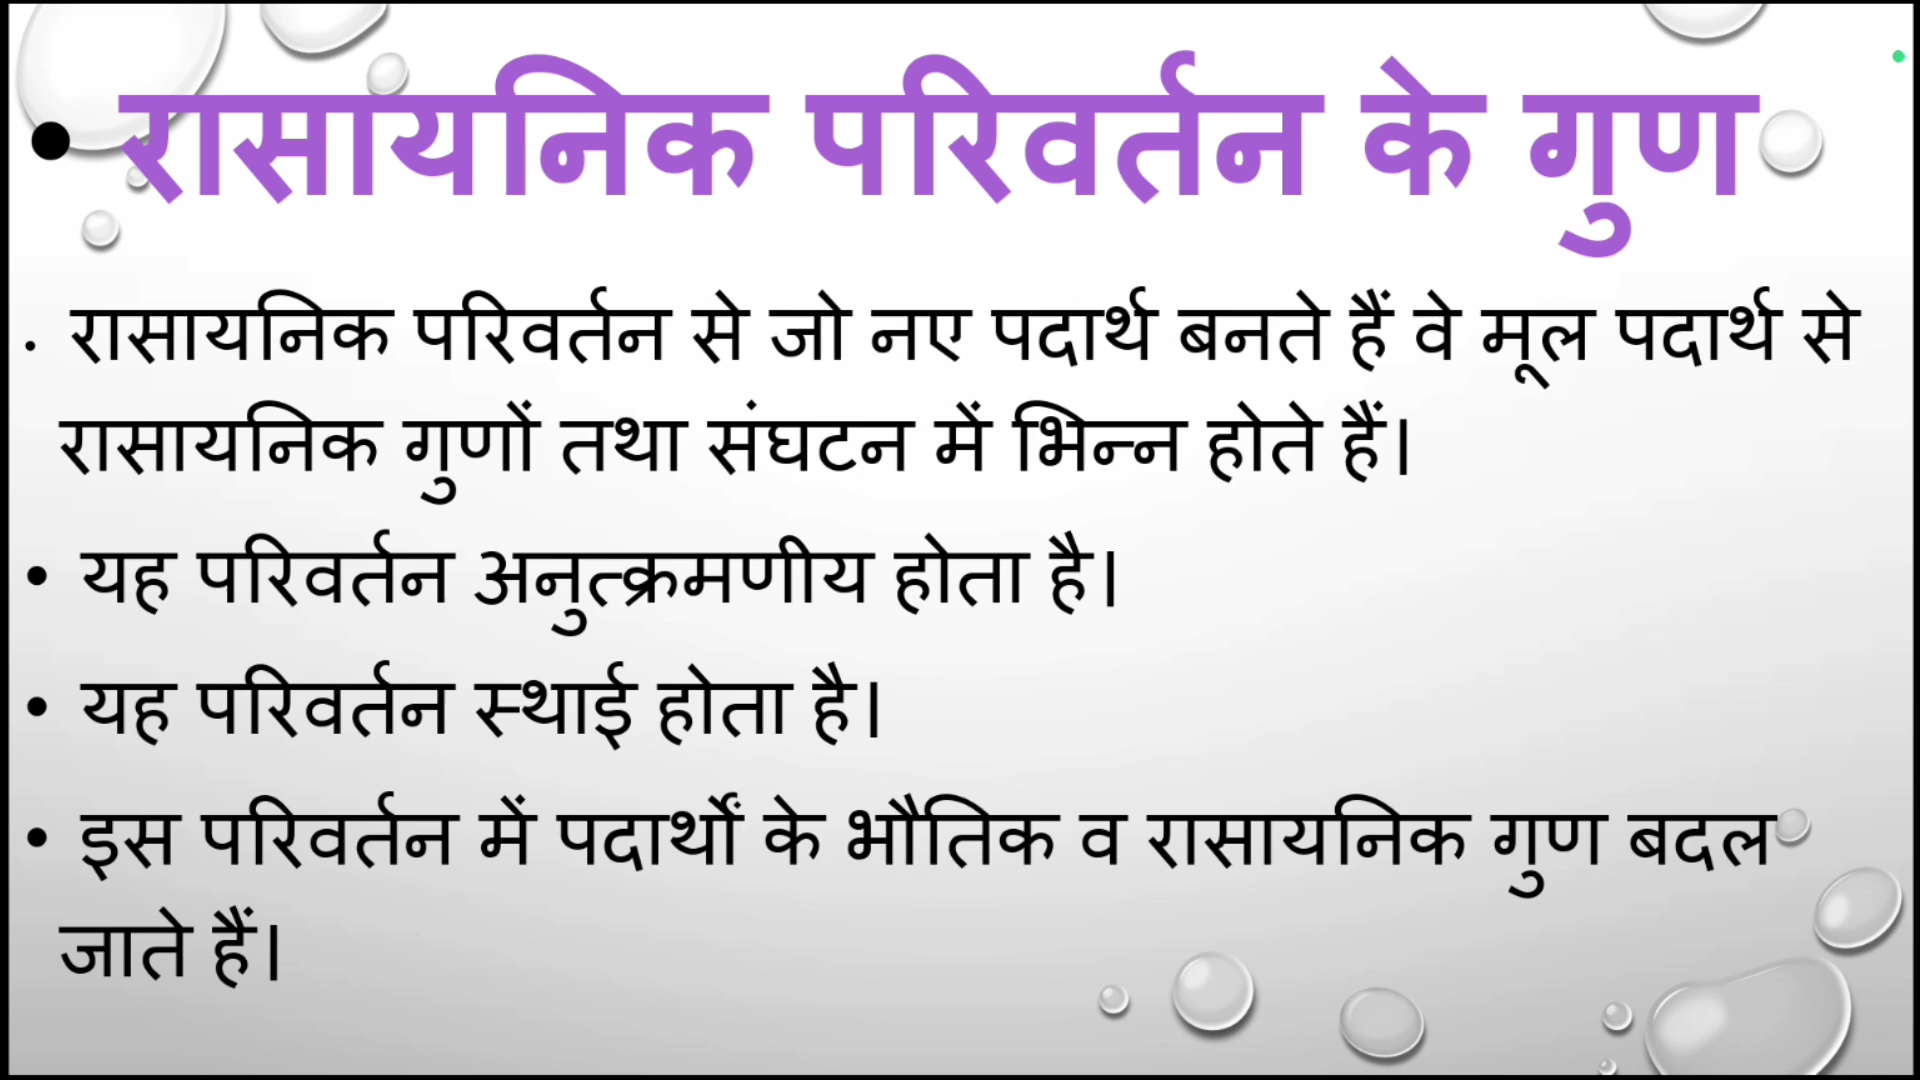 • रासायनिक परिवर्तन के गुण
• रासायनिक परिवर्तन से जो नए पदार्थ बनते हैं वे मूल पदार्थ से
रासायनिक गुणों तथा संघटन में भिन्न होते हैं।
• यह परिवर्तन अनुत्क्रमणीय होता है।
• यह परिवर्तन स्थाई होता है।
• इस परिवर्तन में पदार्थों के भौतिक व रासायनिक गुण बदल
जाते हैं।